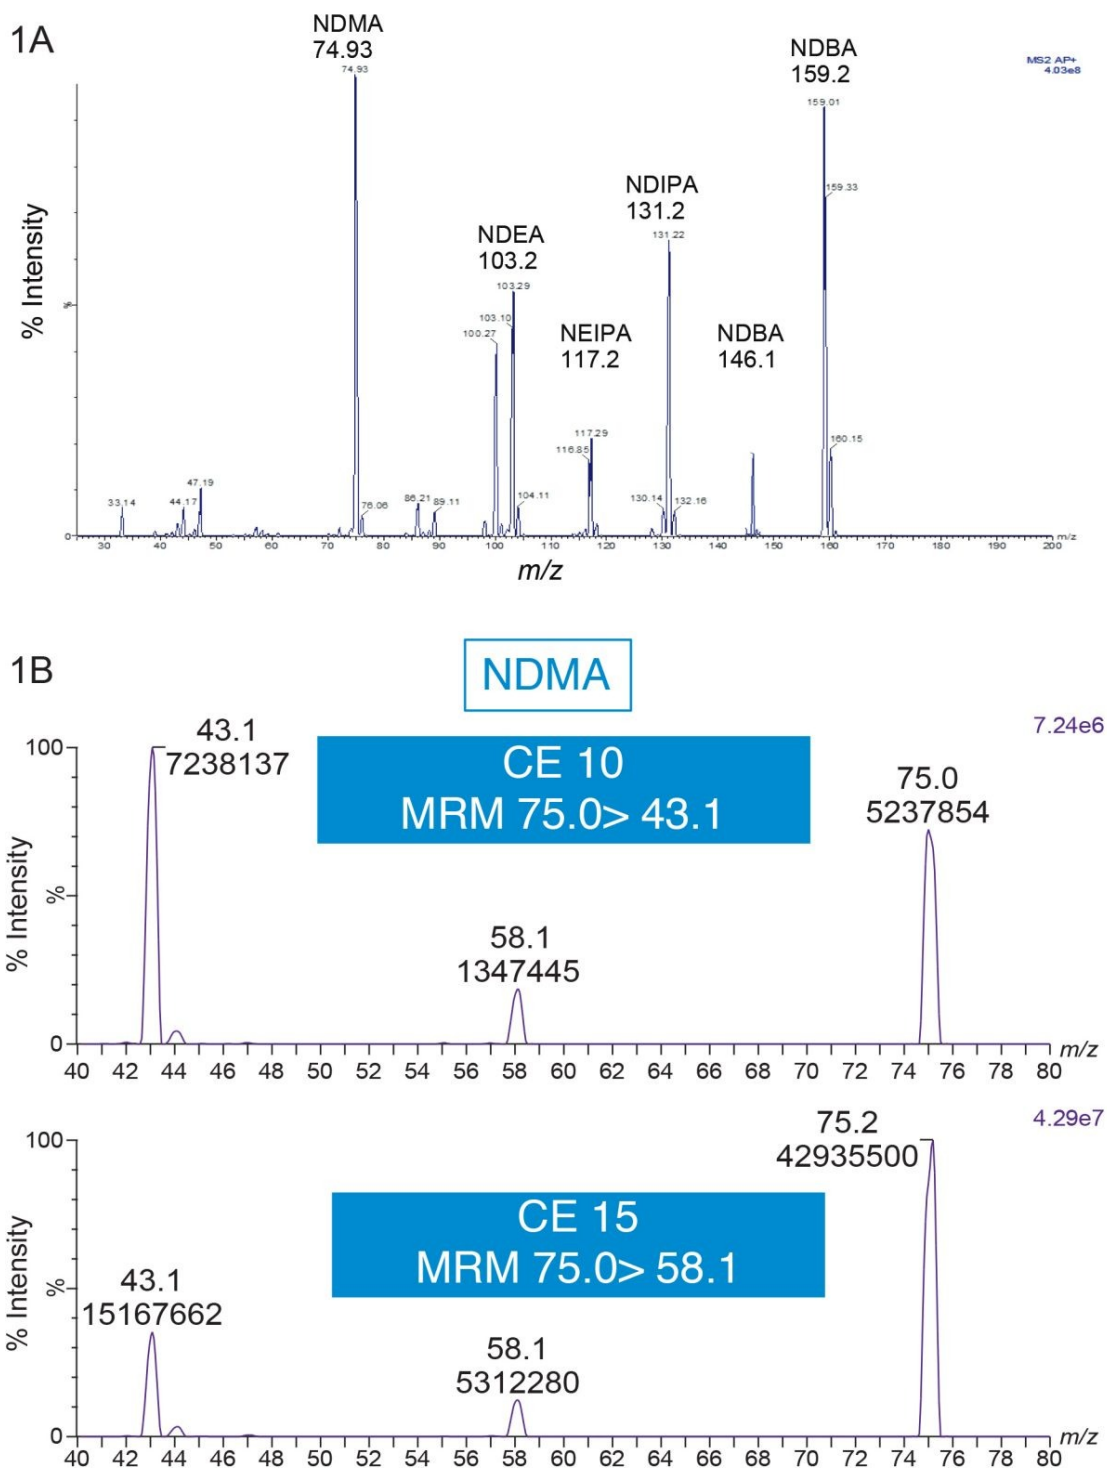 1A
NDMA
74.93
NDEA
103.2
NEIPA
117.2
NDIPA
131.2
NDBA
146.1
NDBA
159.2
MS2 AP+
4.03e8
% Intensity
%
0
33.14
44.17
47.19
74.93
76.06
86.21
89.11
100.27
103.10
103.29
104.11
116.85
117.29
130.14
131.22
132.16
159.01
159.33
160.15
30 40 50 60 70 80 90 100 110 120 130 140 150 160 170 180 190 200
m/z
m/z
1B
NDMA
7.24e6
CE 10
MRM 75.0> 43.1
43.1
7238137
58.1
1347445
75.0
5237854
% Intensity
100
%
0
40 42 44 46 48 50 52 54 56 58 60 62 64 66 68 70 72 74 76 78 80
m/z
4.29e7
CE 15
MRM 75.0> 58.1
43.1
15167662
58.1
5312280
75.2
42935500
% Intensity
100
%
0
40 42 44 46 48 50 52 54 56 58 60 62 64 66 68 70 72 74 76 78 80
m/z